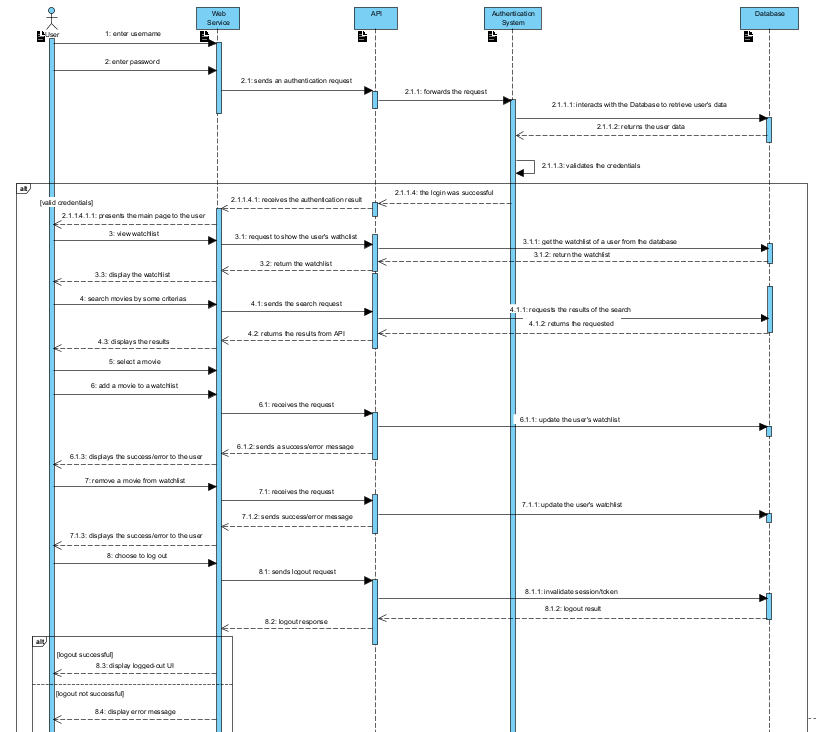 Web
Service
API
Authentication
System
Database
User
1: enter username
2: enter password
2.1: sends an authentication request
2.1.1: forwards the request
2.1.1.1: interacts with the Database to retrieve user's data
2.1.1.2: returns the user data
2.1.1.3: validates the credentials
alt
2.1.1.4: the login was successful
[valid credentials]
2.1.1.4.1: receives the authentication result
2.1.1.4.1.1: presents the main page to the user
3: view watchlist
3.1: request to show the user's wathclist
3.1.1: get the watchlist of a user from the database
3.1.2: return the watchlist
3.2: return the watchlist
3.3: display the watchlist
4: search movies by some criterias
4.1: sends the search request
4.1.1: requests the results of the search
4.1.2: returns the requested
4.2: returns the results from API
4.3: displays the results
5: select a movie
6: add a movie to a watchlist
6.1: receives the request
6.1.1: update the user's watchlist
6.1.2: sends a success/error message
6.1.3: displays the success/error to the user
7: remove a movie from watchlist
7.1: receives the request
7.1.1: update the user's watchlist
7.1.2: sends success/error message
7.1.3: displays the success/error to the user
8: choose to log out
8.1: sends logout request
8.1.1: invalidate session/token
8.1.2: logout result
8.2: logout response
alt
[logout successful]
8.3: display logged-out UI
[logout not successful]
8.4: display error message